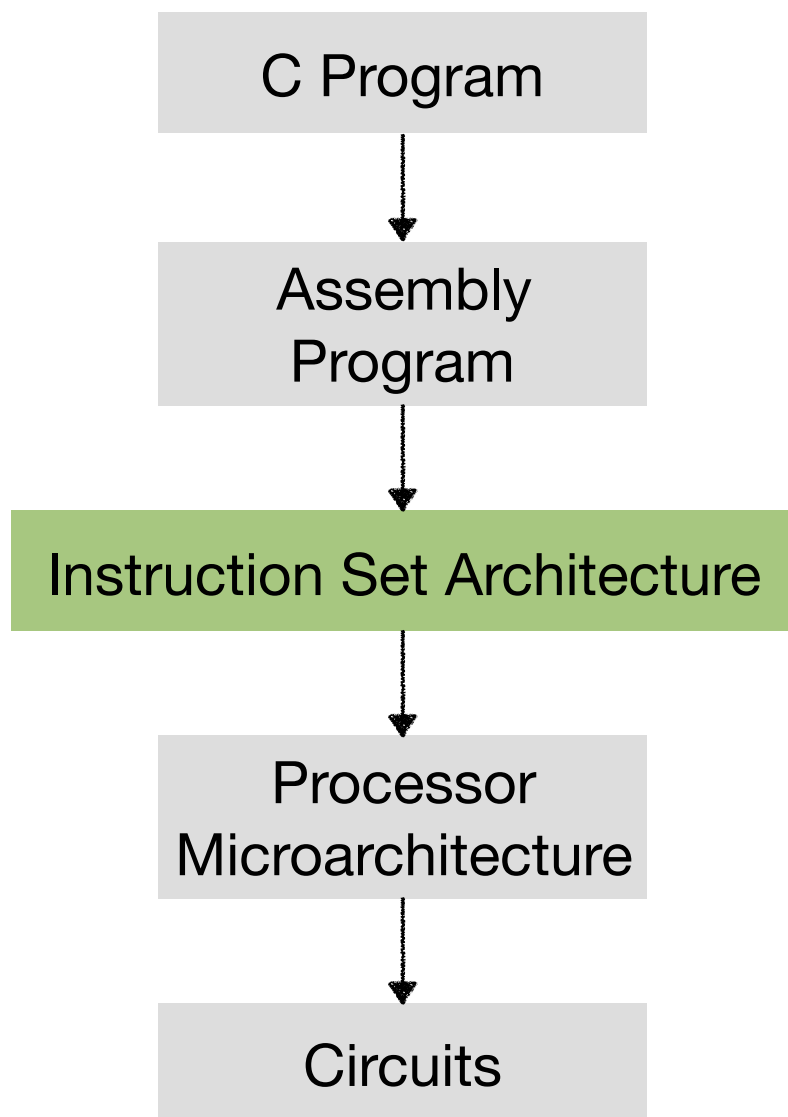 C Program
Assembly
Program
Instruction Set Architecture
Processor
Microarchitecture
Circuits